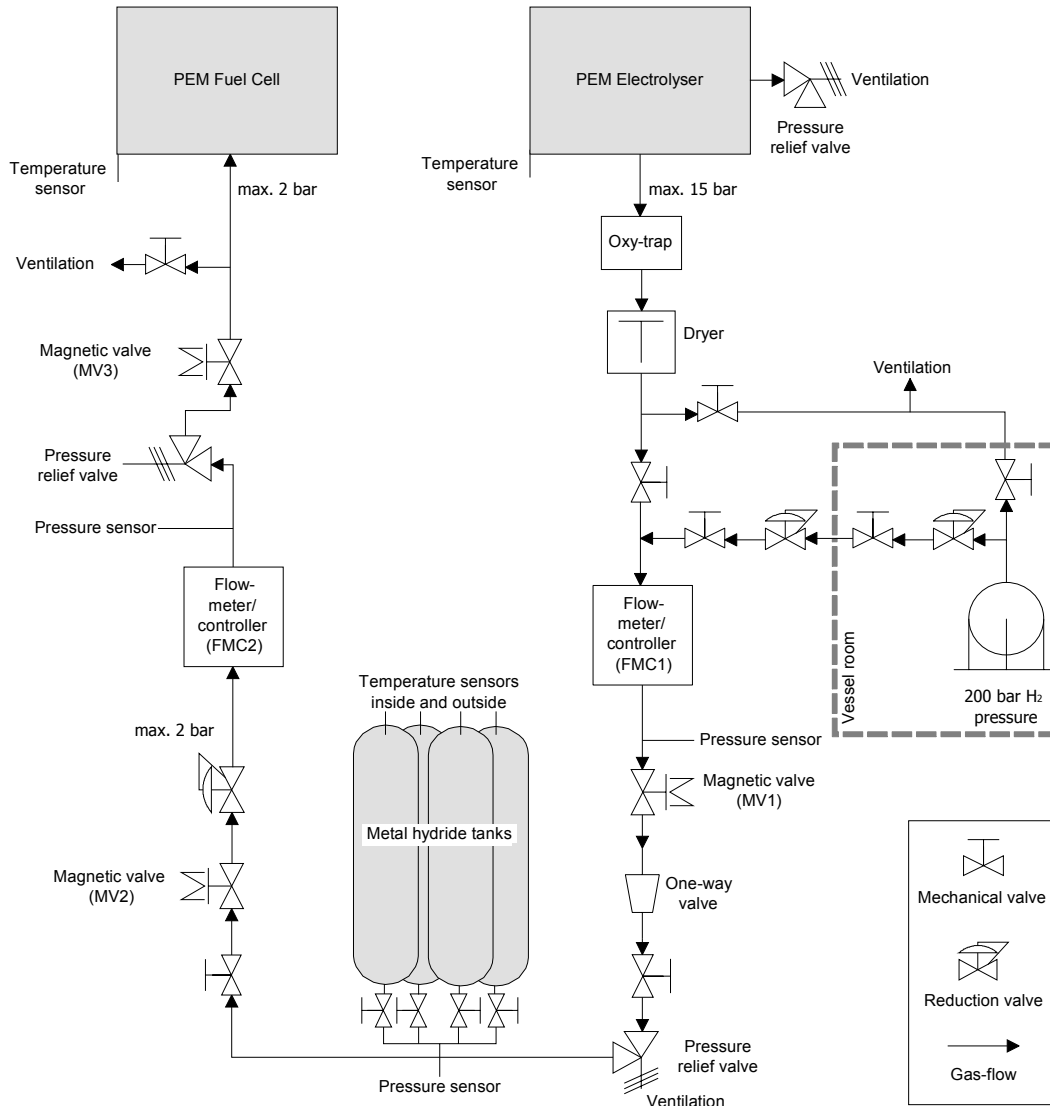 PEM Fuel Cell
PEM Electrolyser
Ventilation
Pressure
relief valve
Temperature
sensor
max. 2 bar
Temperature
sensor
max. 15 bar
Oxy-trap
Ventilation
Dryer
Magnetic valve
(MV3)
Ventilation
Pressure
relief valve
Pressure sensor
Flow-
meter/
controller
(FMC2)
Flow-
meter/
controller
(FMC1)
Vessel room
200 bar H₂
pressure
Temperature sensors
inside and outside
max. 2 bar
Pressure sensor
Magnetic valve
(MV1)
Metal hydride tanks
Magnetic valve
(MV2)
One-way
valve
Mechanical valve
Reduction valve
Gas-flow
Pressure
relief valve
Pressure sensor
Ventilation